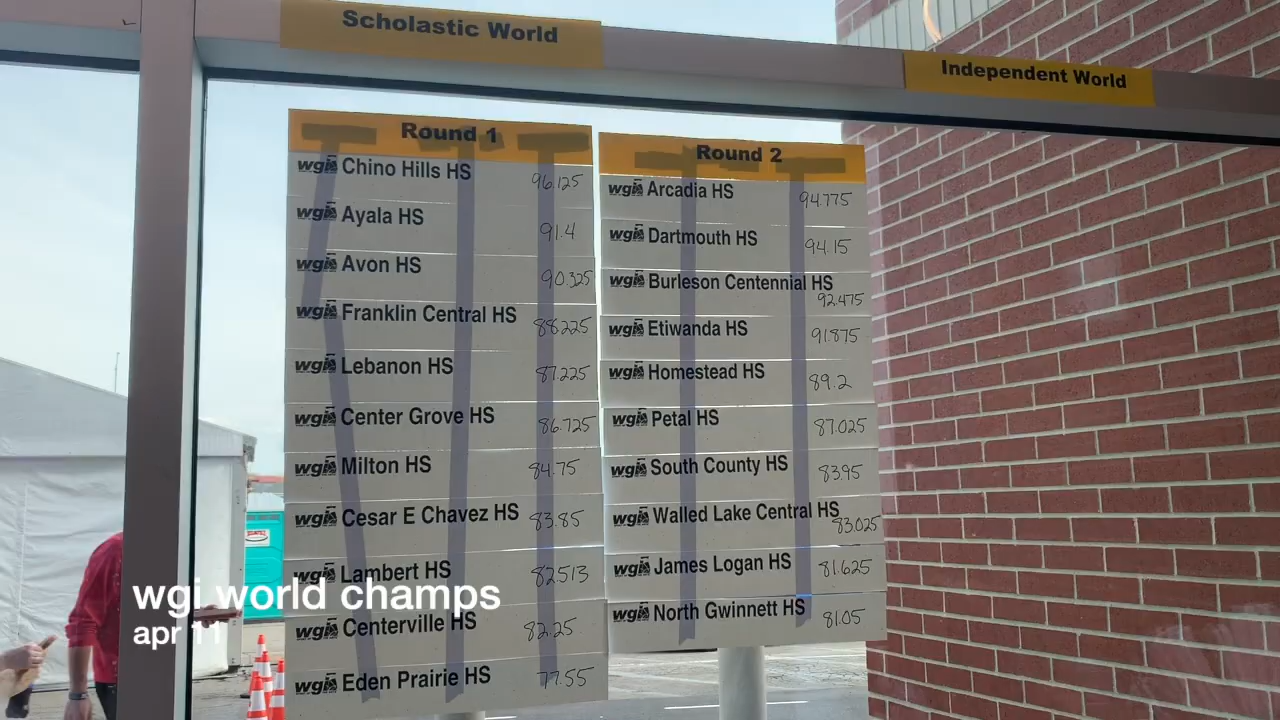 Scholastic World
Independent World
Round 1
wgi Chino Hills HS 96.125
wgi Ayala HS 91.4
wgi Avon HS 90.325
wgi Franklin Central HS 88.225
wgi Lebanon HS 87.225
wgi Center Grove HS 86.725
wgi Milton HS 84.75
wgi Cesar E Chavez HS 83.85
wgi Lambert HS 82.513
wgi Centerville HS 82.25
wgi Eden Prairie HS 77.55
Round 2
wgi Arcadia HS 94.775
wgi Dartmouth HS 94.15
wgi Burleson Centennial HS 92.475
wgi Etiwanda HS 91.875
wgi Homestead HS 89.2
wgi Petal HS 87.025
wgi South County HS 83.95
wgi Walled Lake Central HS 83.025
wgi James Logan HS 81.625
wgi North Gwinnett HS 81.05
wgi world champs
apr 11